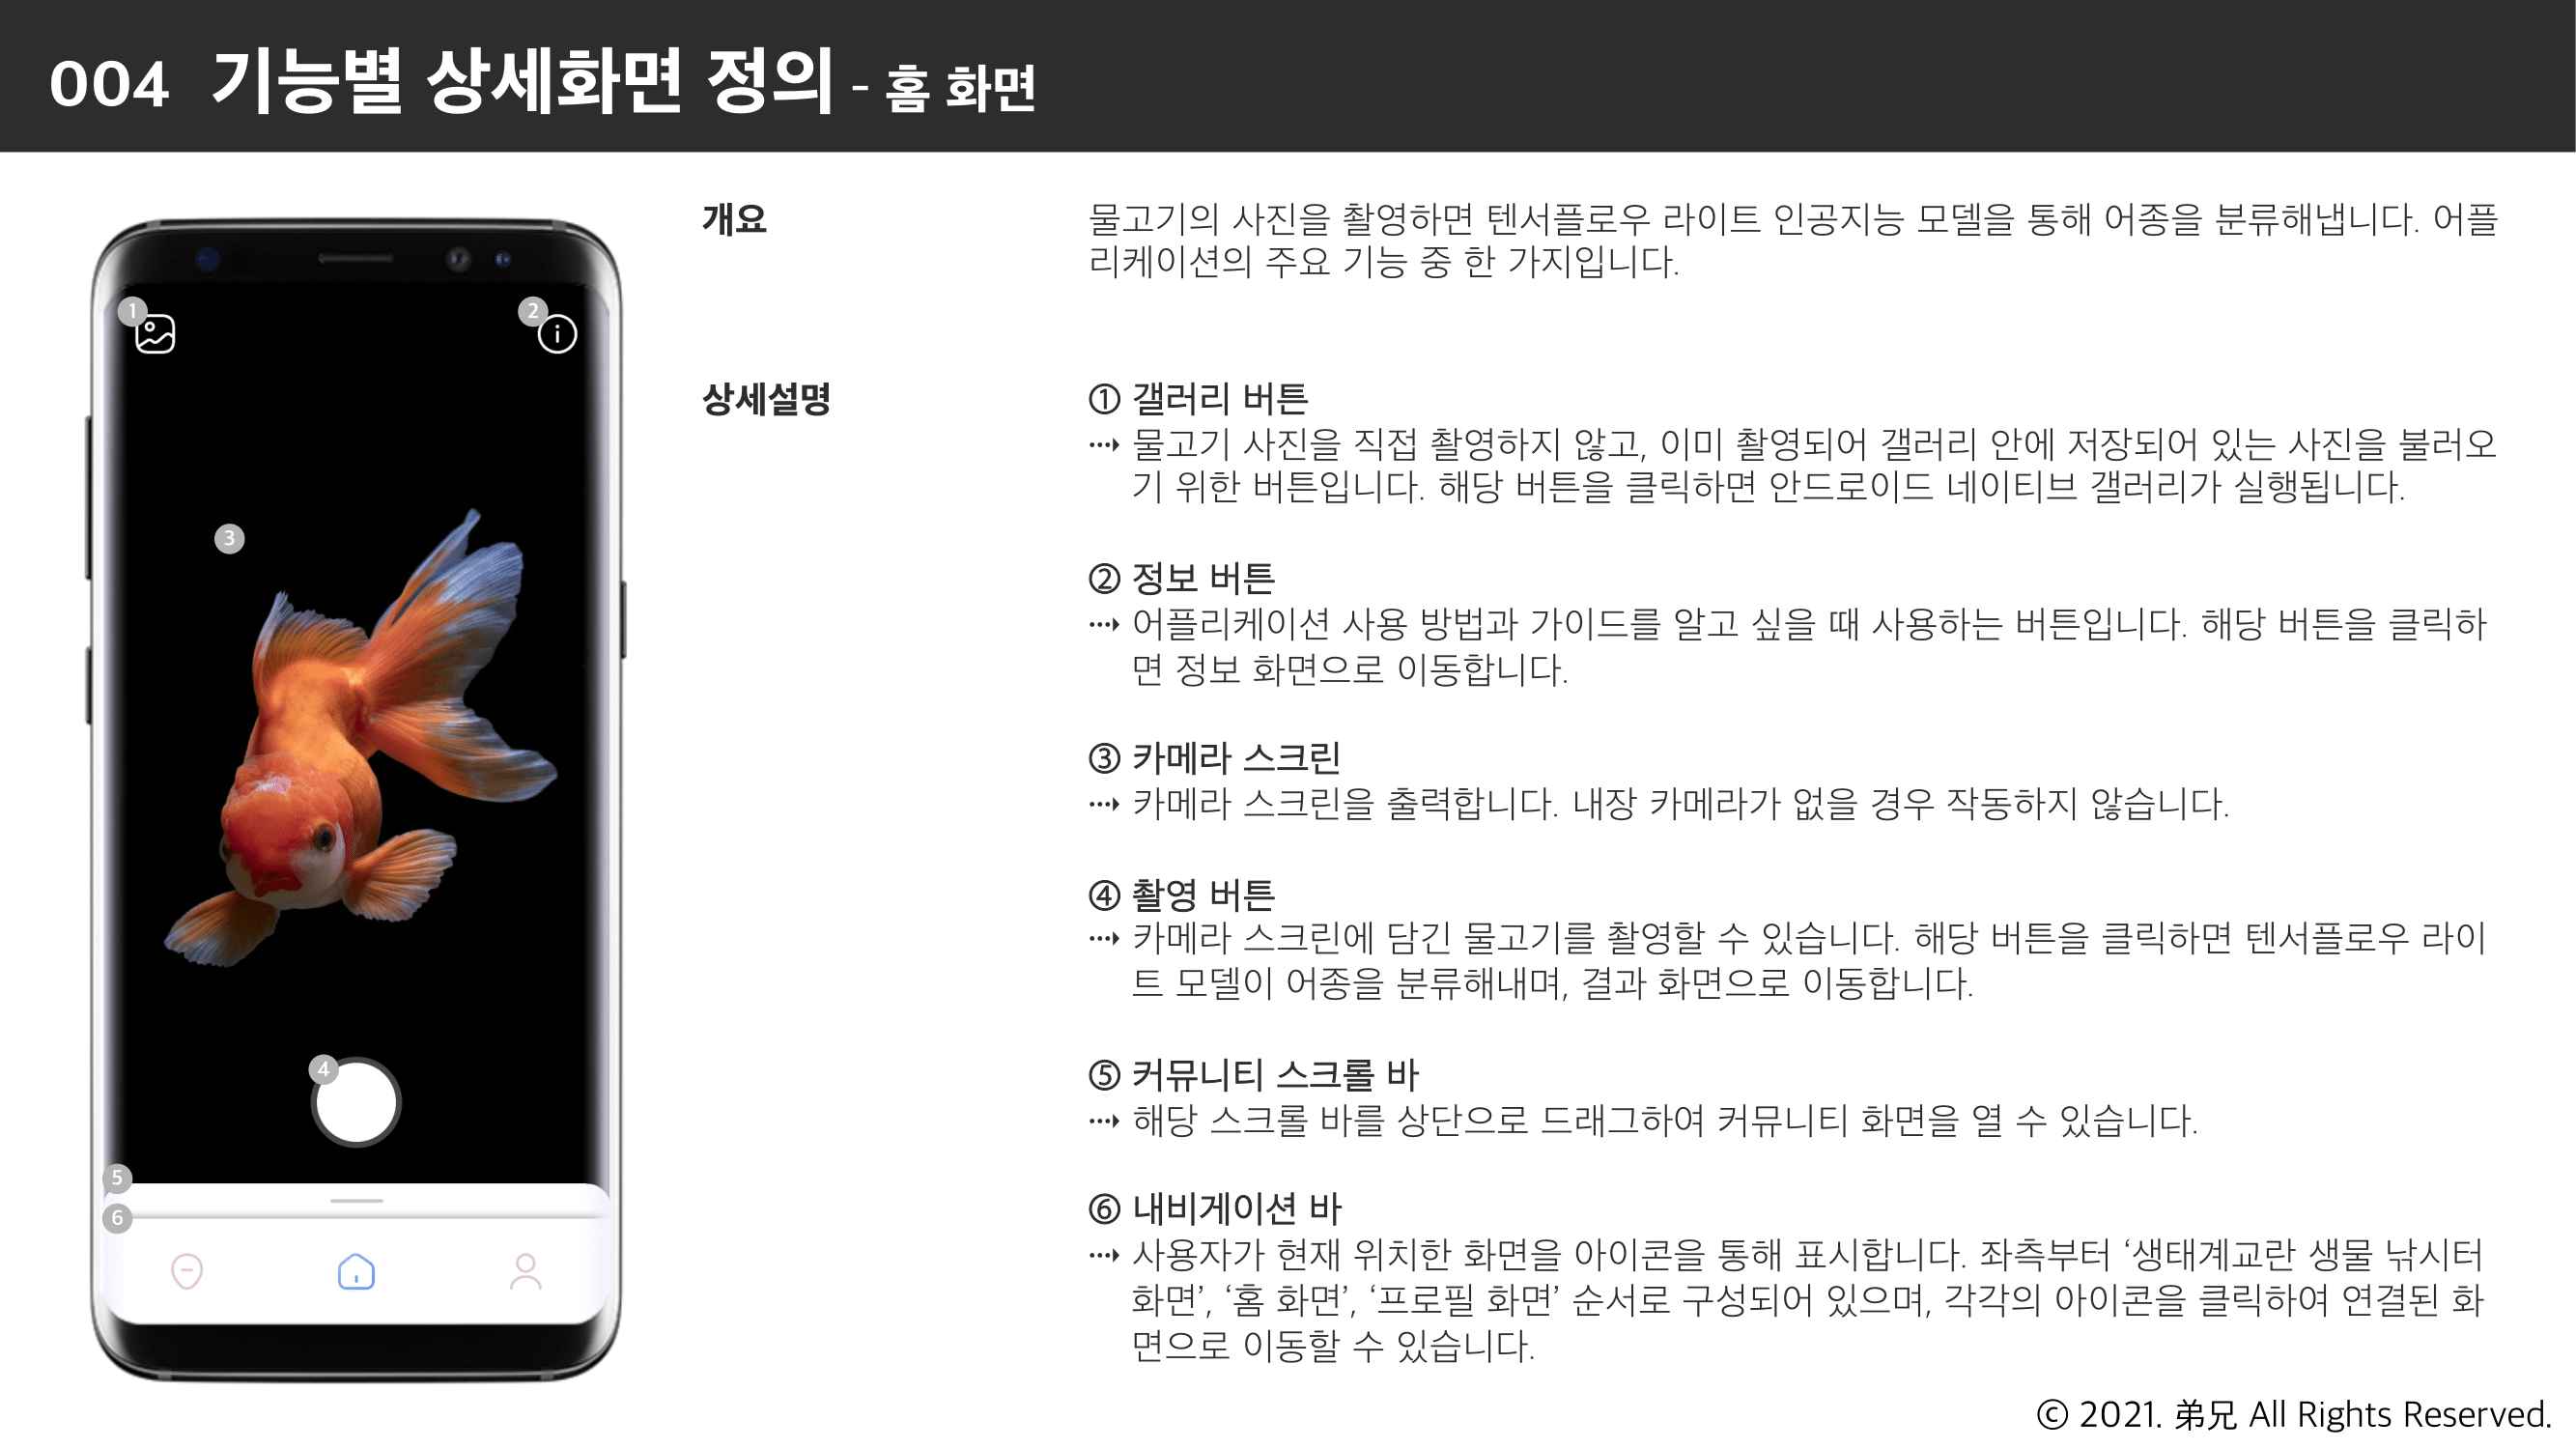 004 기능별 상세화면 정의 - 홈 화면
개요
물고기의 사진을 촬영하면 텐서플로우 라이트 인공지능 모델을 통해 어종을 분류해냅니다. 어플
리케이션의 주요 기능 중 한 가지입니다.
상세설명
① 갤러리 버튼
⤑ 물고기 사진을 직접 촬영하지 않고, 이미 촬영되어 갤러리 안에 저장되어 있는 사진을 불러오
기 위한 버튼입니다. 해당 버튼을 클릭하면 안드로이드 네이티브 갤러리가 실행됩니다.
② 정보 버튼
⤑ 어플리케이션 사용 방법과 가이드를 알고 싶을 때 사용하는 버튼입니다. 해당 버튼을 클릭하
면 정보 화면으로 이동합니다.
③ 카메라 스크린
⤑ 카메라 스크린을 출력합니다. 내장 카메라가 없을 경우 작동하지 않습니다.
④ 촬영 버튼
⤑ 카메라 스크린에 담긴 물고기를 촬영할 수 있습니다. 해당 버튼을 클릭하면 텐서플로우 라이
트 모델이 어종을 분류해내며, 결과 화면으로 이동합니다.
⑤ 커뮤니티 스크롤 바
⤑ 해당 스크롤 바를 상단으로 드래그하여 커뮤니티 화면을 열 수 있습니다.
⑥ 내비게이션 바
⤑ 사용자가 현재 위치한 화면을 아이콘을 통해 표시합니다. 좌측부터 ‘생태계교란 생물 낚시터
화면’, ‘홈 화면’, ‘프로필 화면’ 순서로 구성되어 있으며, 각각의 아이콘을 클릭하여 연결된 화
면으로 이동할 수 있습니다.
1
2
3
4
5
6
ⓒ 2021. 弟兄 All Rights Reserved.